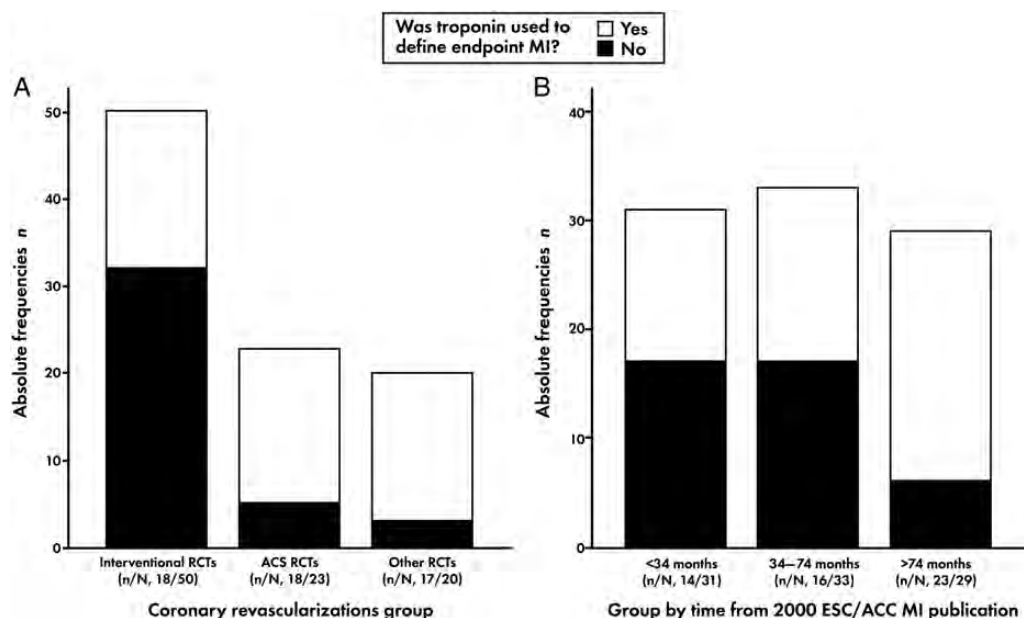 Was troponin used to
define endpoint MI?
Yes
No
A
Absolute frequencies n
50
40
30
20
10
0
Interventional RCTs
(n/N, 18/50)
ACS RCTs
(n/N, 18/23)
Other RCTs
(n/N, 17/20)
Coronary revascularizations group
B
Absolute frequencies n
40
30
20
10
0
<34 months
(n/N, 14/31)
34–74 months
(n/N, 16/33)
>74 months
(n/N, 23/29)
Group by time from 2000 ESC/ACC MI publication